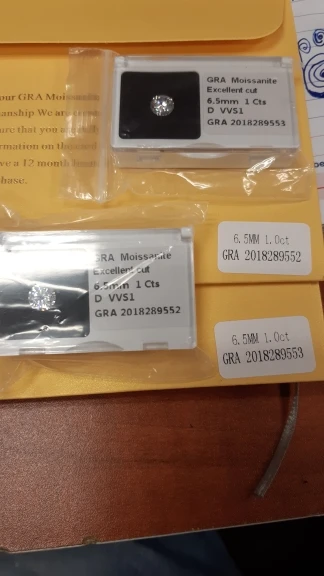 our GRA Moissanite
anship We are
ure that you are
rmation on the
ve a 12 month
hase.
GRA Moissanite
Excellent cut
6.5mm 1 Cts
D VVS1
GRA 2018289553
6.5MM 1.0ct
GRA 2018289552
GRA Moissanite
Excellent cut
6.5mm 1 Cts
D VVS1
GRA 2018289552
6.5MM 1.0ct
GRA 2018289553